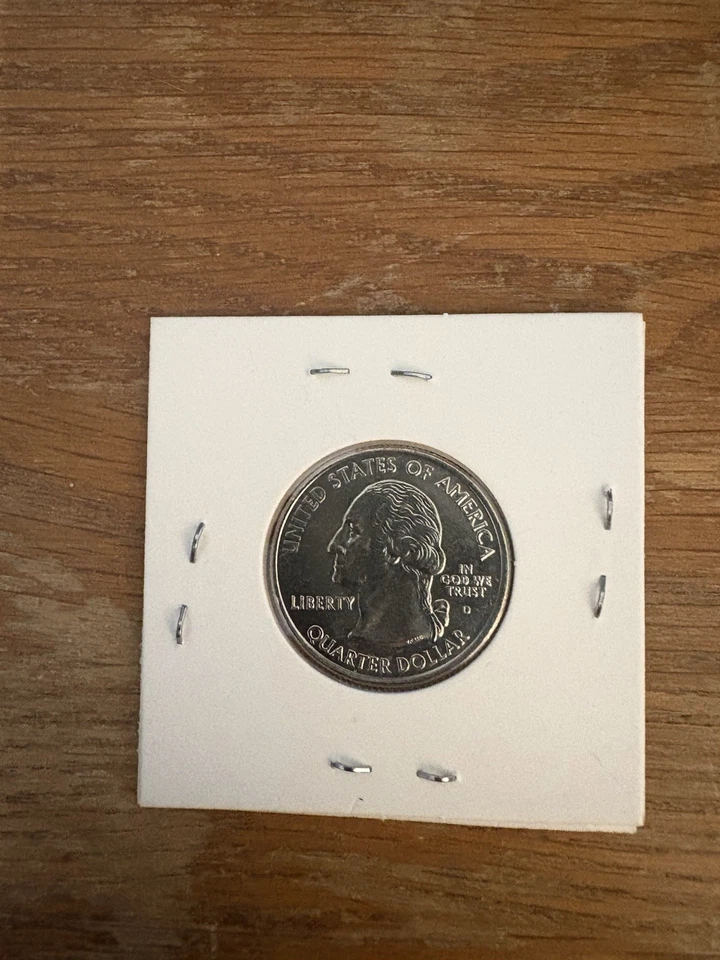 UNITED STATES OF AMERICA
IN
GOD WE
TRUST
LIBERTY
D
QUARTER DOLLAR